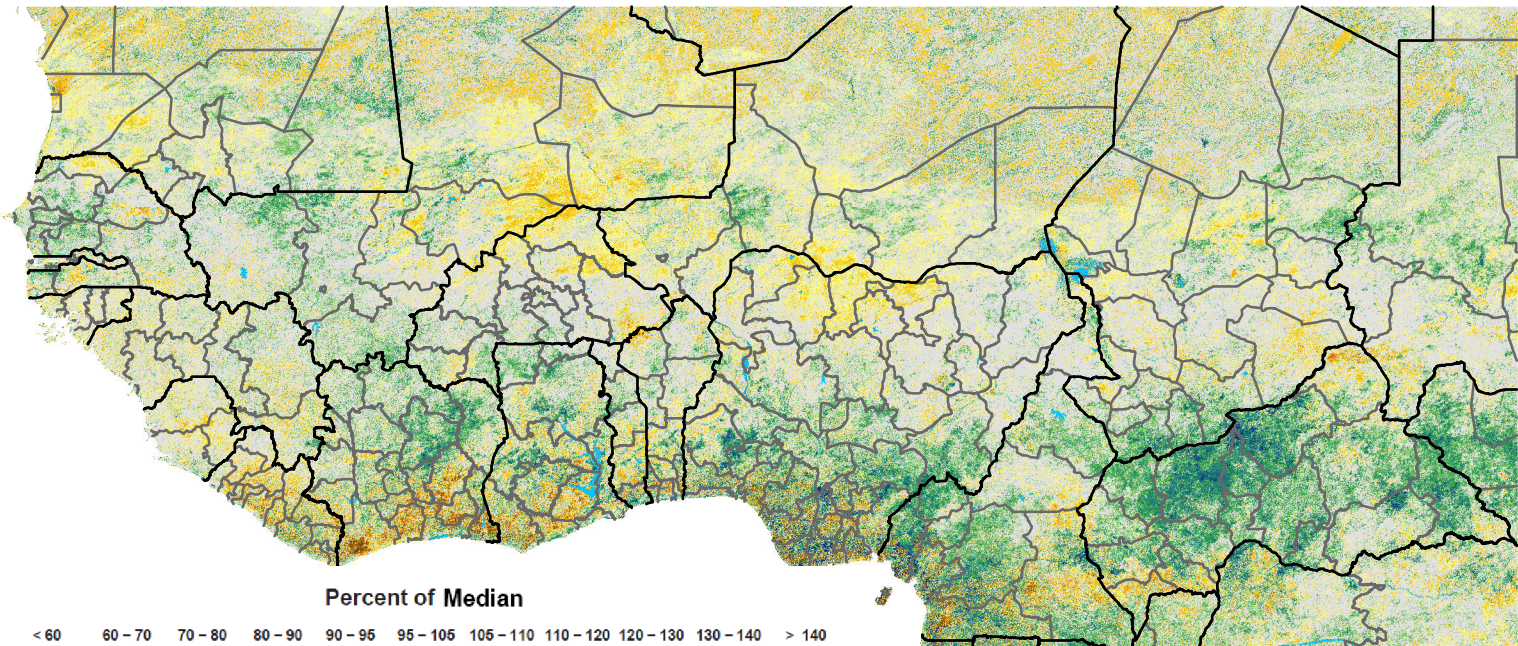 Percent of Median
< 60 60 – 70 70 – 80 80 – 90 90 – 95 95 – 105 105 – 110 110 – 120 120 – 130 130 – 140 > 140